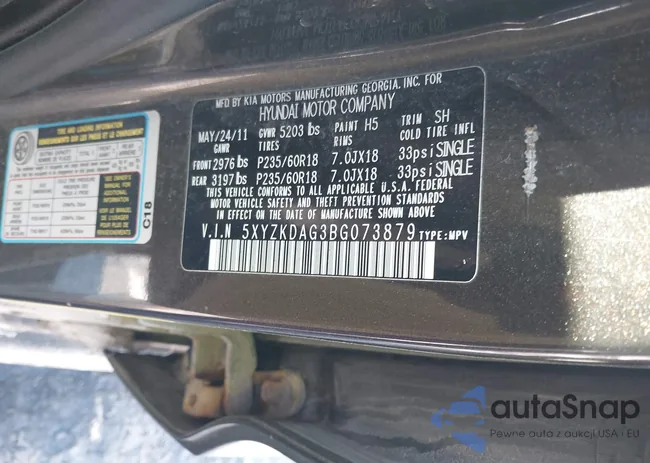 MFD BY KIA MOTORS MANUFACTURING GEORGIA, INC. FOR
HYUNDAI MOTOR COMPANY
MAY/24/11 GVWR 5203 lbs PAINT H5 TRIM SH
GAWR TIRES RIMS COLD TIRE INFL
FRONT 2976 lbs P235/60R18 7.0JX18 33psi SINGLE
REAR 3197 lbs P235/60R18 7.0JX18 33psi SINGLE
THIS VEHICLE CONFORMS TO ALL APPLICABLE U.S.A. FEDERAL
MOTOR VEHICLE SAFETY, THEFT PREVENTION STANDARDS IN
EFFECT ON THE DATE OF MANUFACTURE SHOWN ABOVE.
V.I.N 5XYZKDAG3BG073879 TYPE:MPV
TIRE AND LOADING INFORMATION
C18
autaSnap
Pewne auto z aukcji USA i EU